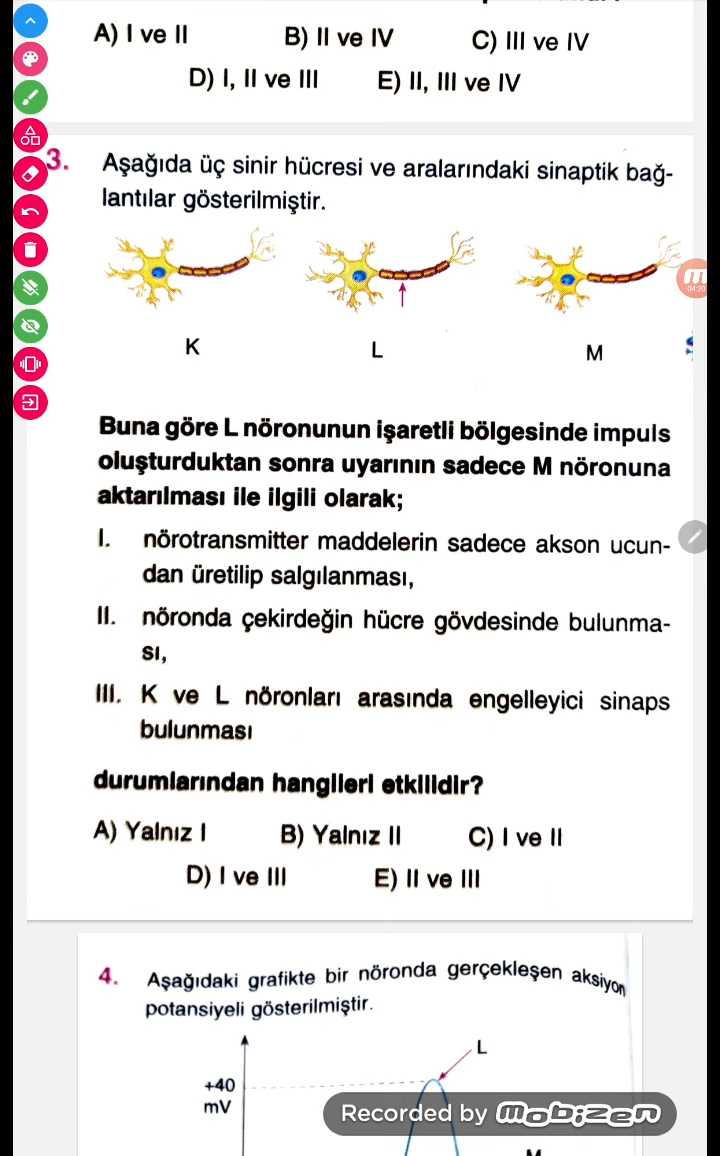 A) I ve II B) II ve IV C) III ve IV
D) I, II ve III E) II, III ve IV
3. Aşağıda üç sinir hücresi ve aralarındaki sinaptik bağ-
lantılar gösterilmiştir.
04:20
K L M
Buna göre L nöronunun işaretli bölgesinde impuls
oluşturduktan sonra uyarının sadece M nöronuna
aktarılması ile ilgili olarak;
I. nörotransmitter maddelerin sadece akson ucun-
dan üretilip salgılanması,
II. nöronda çekirdeğin hücre gövdesinde bulunma-
sı,
III. K ve L nöronları arasında engelleyici sinaps
bulunması
durumlarından hangileri etkilidir?
A) Yalnız I B) Yalnız II C) I ve II
D) I ve III E) II ve III
4. Aşağıdaki grafikte bir nöronda gerçekleşen aksiyon
potansiyeli gösterilmiştir.
L
+40
mV
Recorded by Mobizen
M